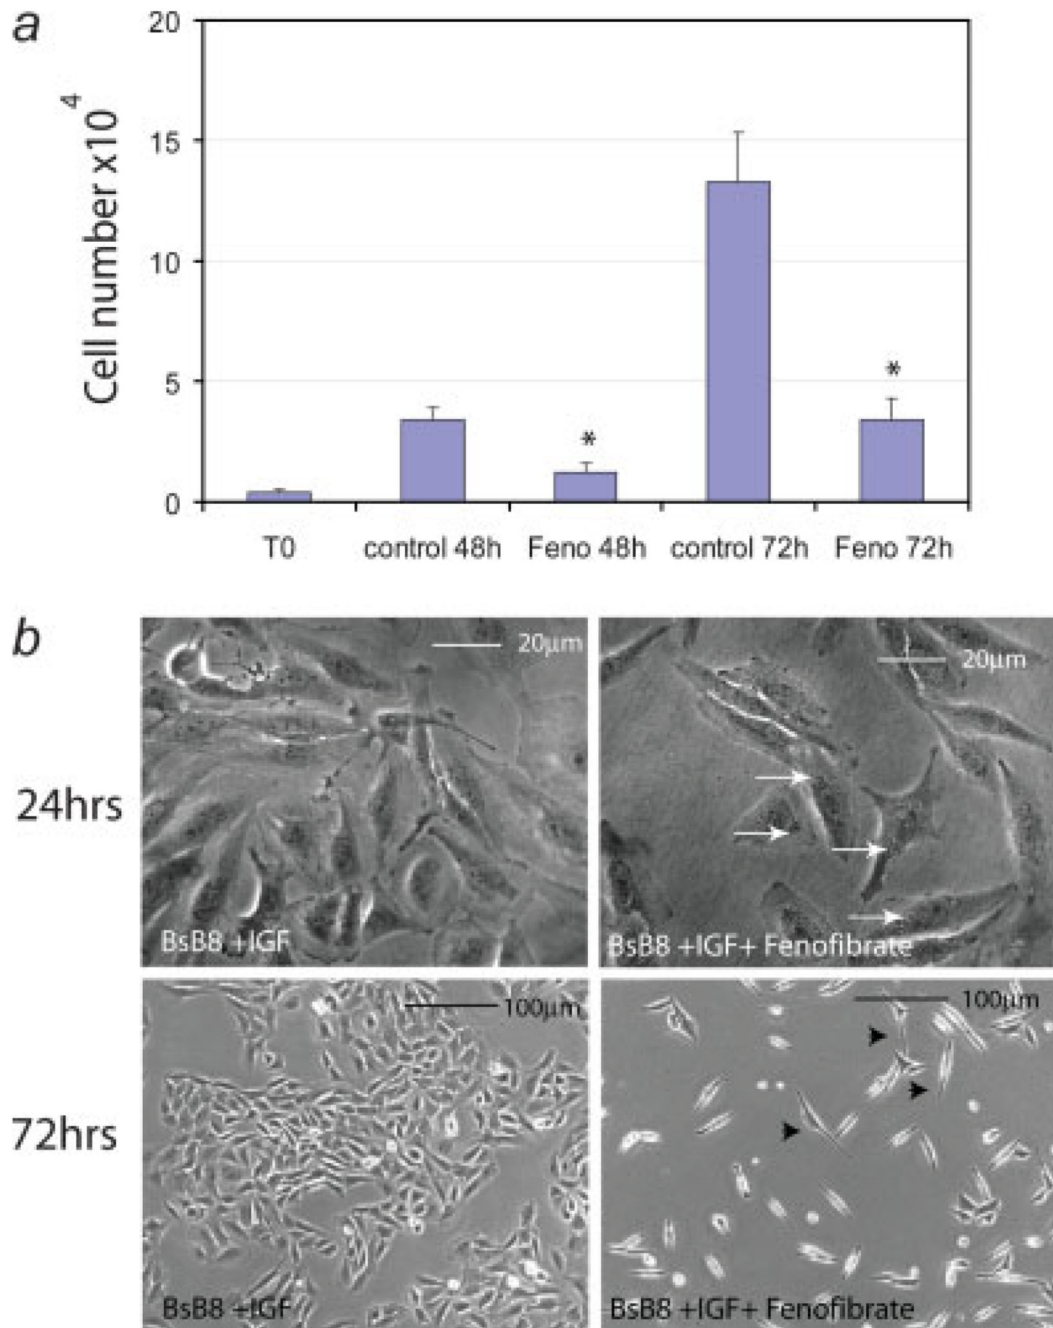 a
20
15
10
5
0
Cell number x10 4
*
*
T0 control 48h Feno 48h control 72h Feno 72h
b
24hrs
20μm
BsB8 +IGF
20μm
BsB8 +IGF+ Fenofibrate
72hrs
100μm
BsB8 +IGF
100μm
BsB8 +IGF+ Fenofibrate